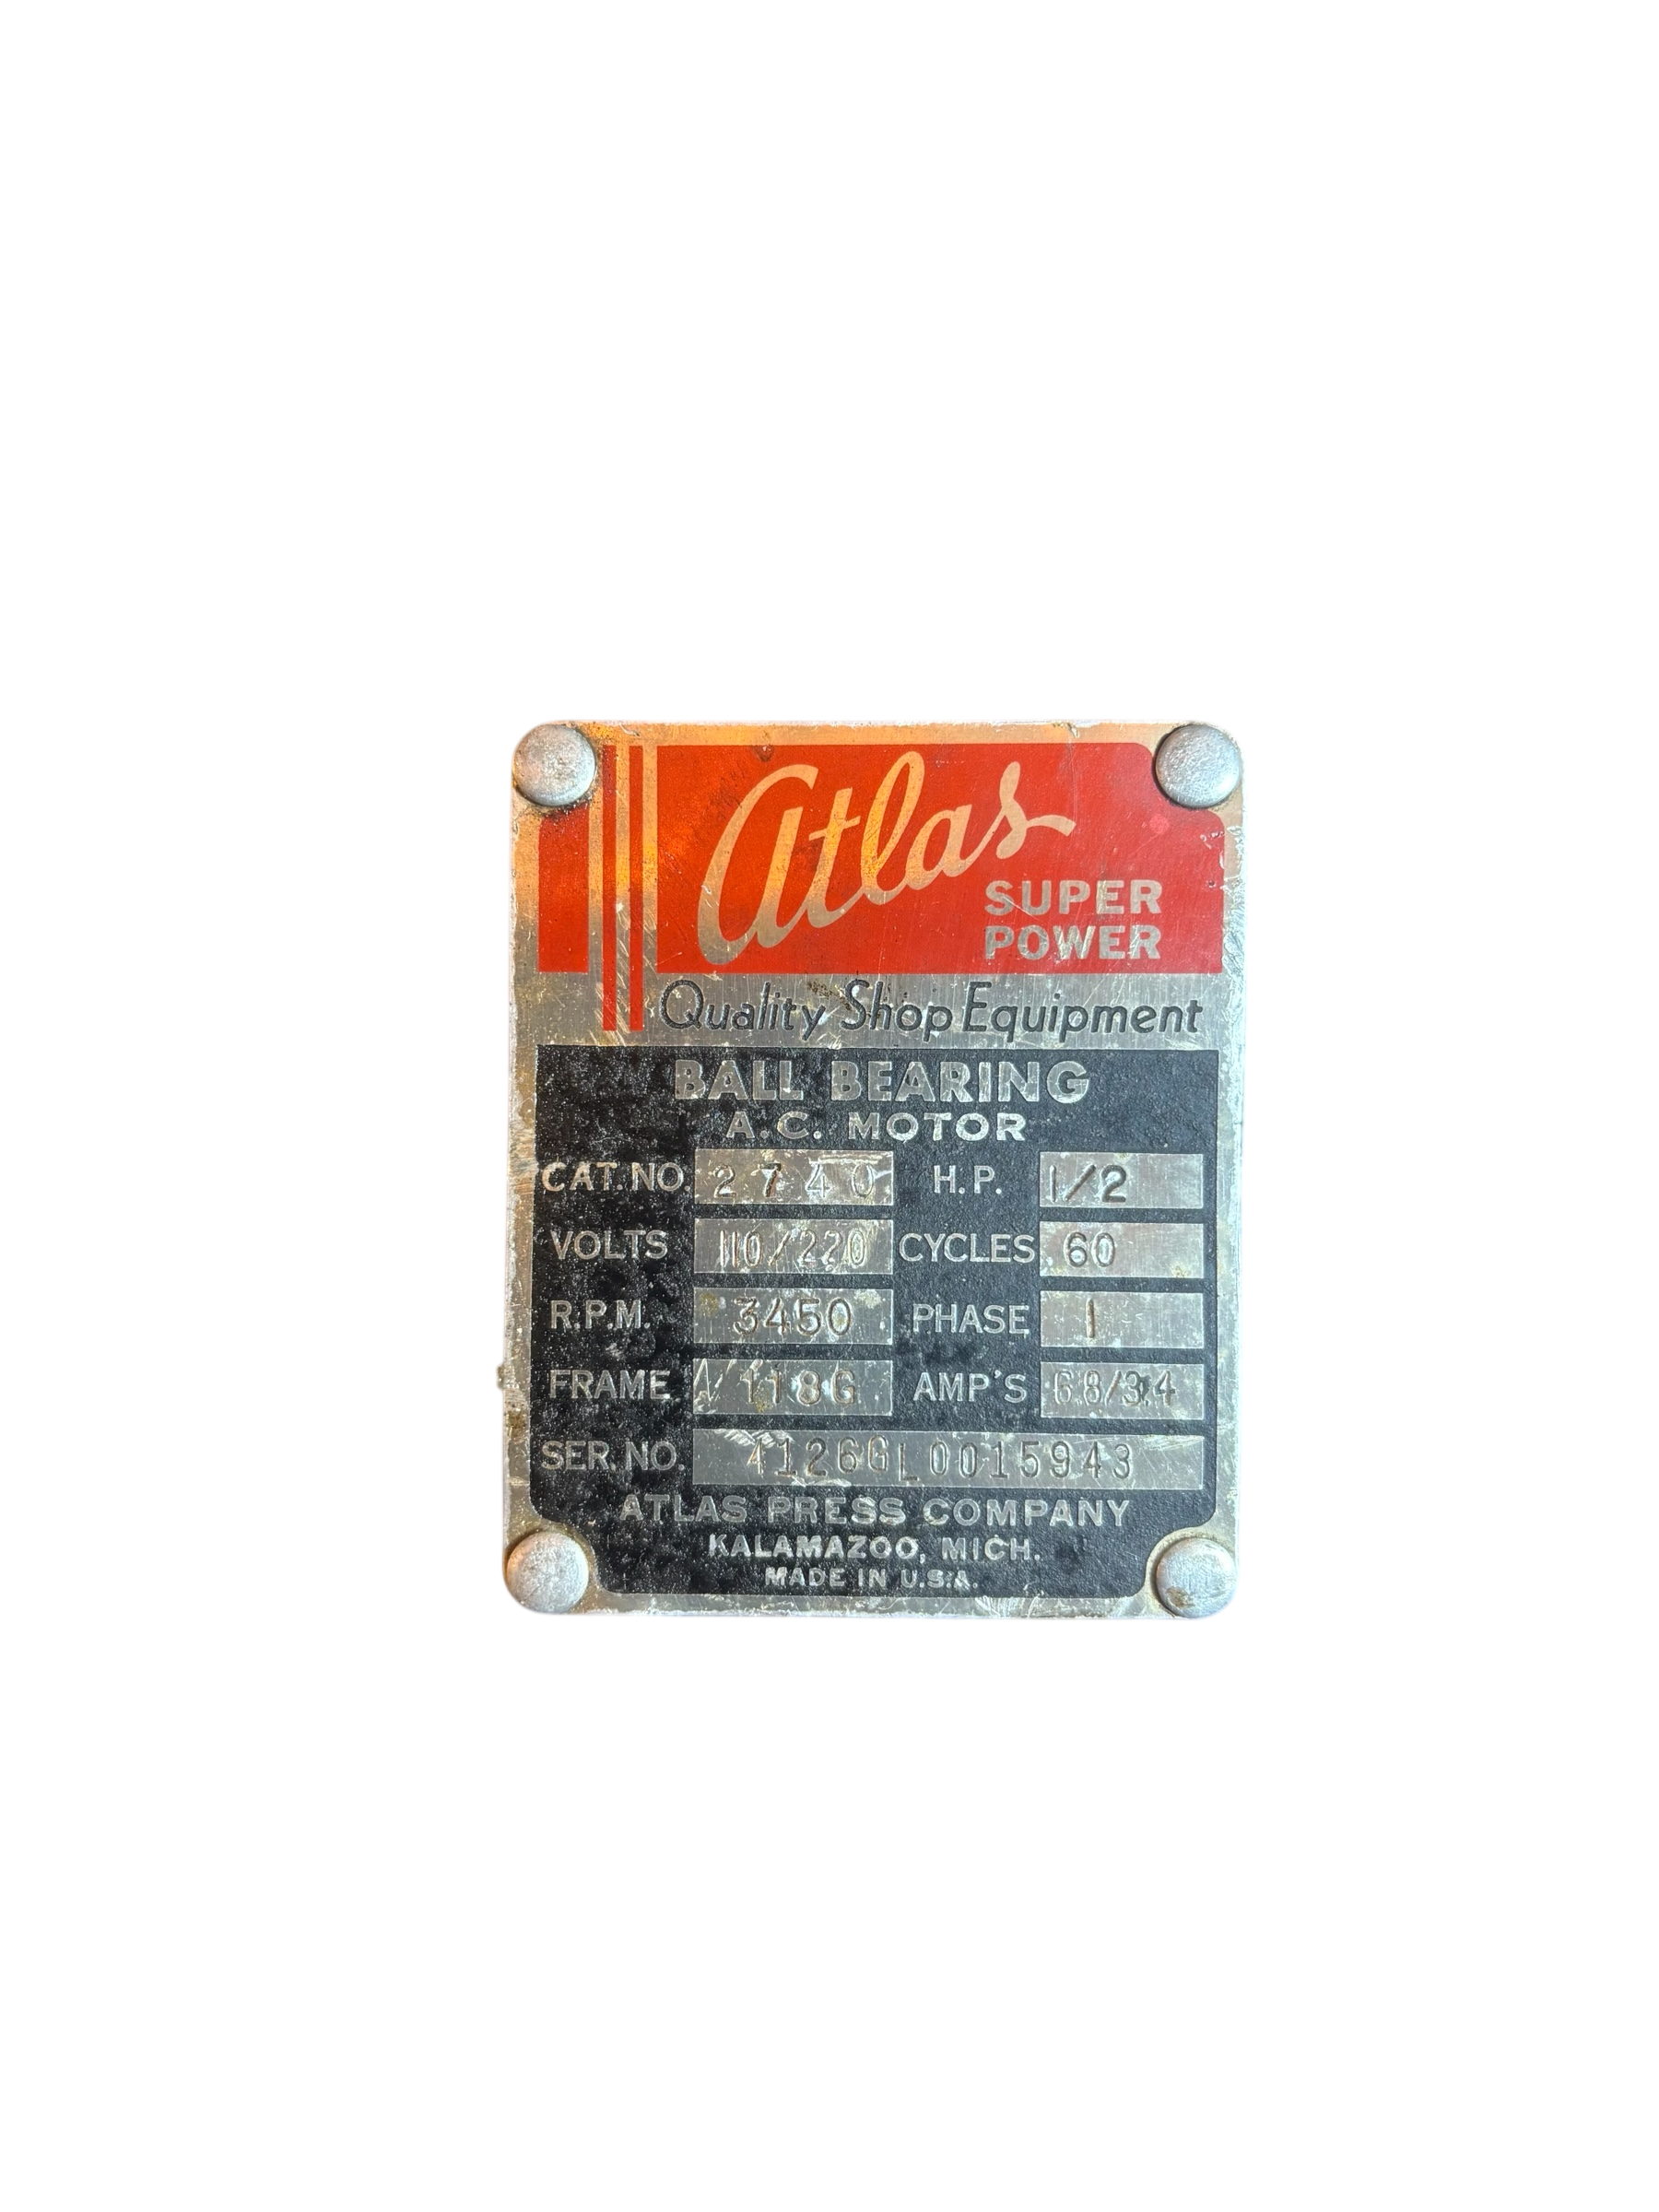 Atlas
SUPER
POWER
Quality Shop Equipment
BALL BEARING
A.C. MOTOR
CAT. NO. 2740 H.P. 1/2
VOLTS 110/220 CYCLES 60
R.P.M. 3450 PHASE 1
FRAME 118G AMP'S 6.8/3.4
SER. NO. 4126GL0015943
ATLAS PRESS COMPANY
KALAMAZOO, MICH.
MADE IN U.S.A.